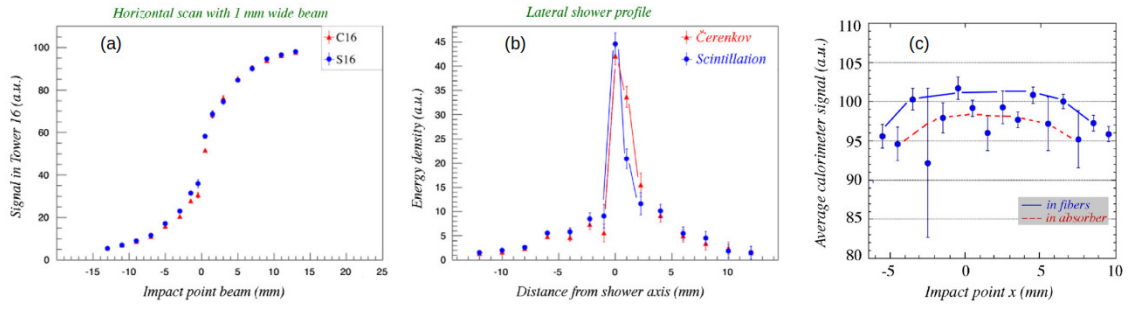 Horizontal scan with 1 mm wide beam
(a)
C16
S16
Signal in Tower 16 (a.u.)
100
80
60
40
20
0
-20
-15
-10
-5
0
5
10
15
20
25
Impact point beam (mm)
Lateral shower profile
(b)
Čerenkov
Scintillation
Energy density (a.u.)
45
40
35
30
25
20
15
10
5
0
-10
-5
0
5
10
Distance from shower axis (mm)
(c)
Average calorimeter signal (a.u.)
110
105
100
95
90
85
80
in fibers
in absorber
-5
0
5
10
Impact point x (mm)